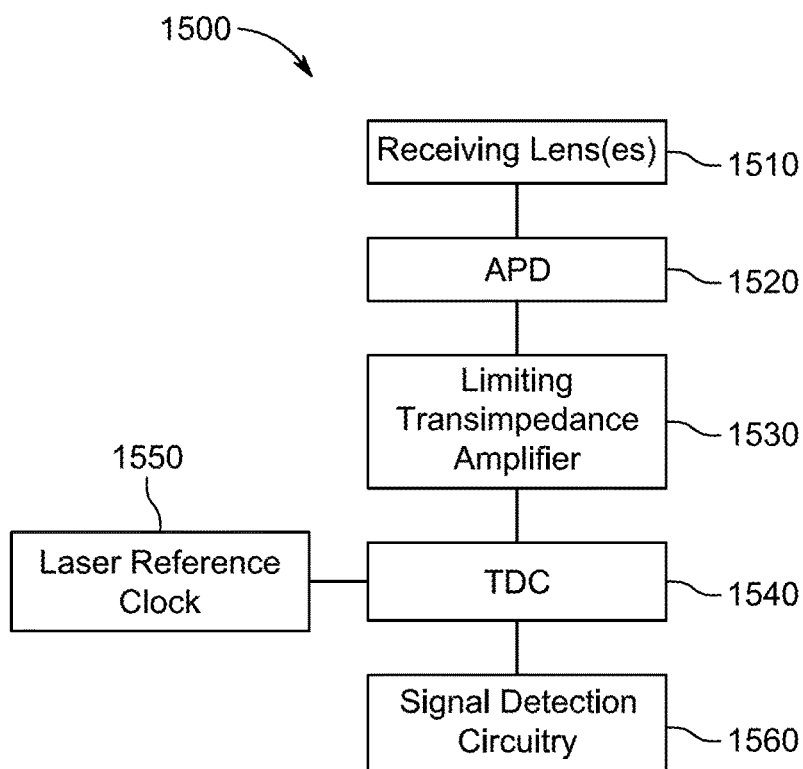 1500
Receiving Lens(es)
1510
APD
1520
Limiting
Transimpedance
Amplifier
1530
1550
Laser Reference
Clock
TDC
1540
Signal Detection
Circuitry
1560